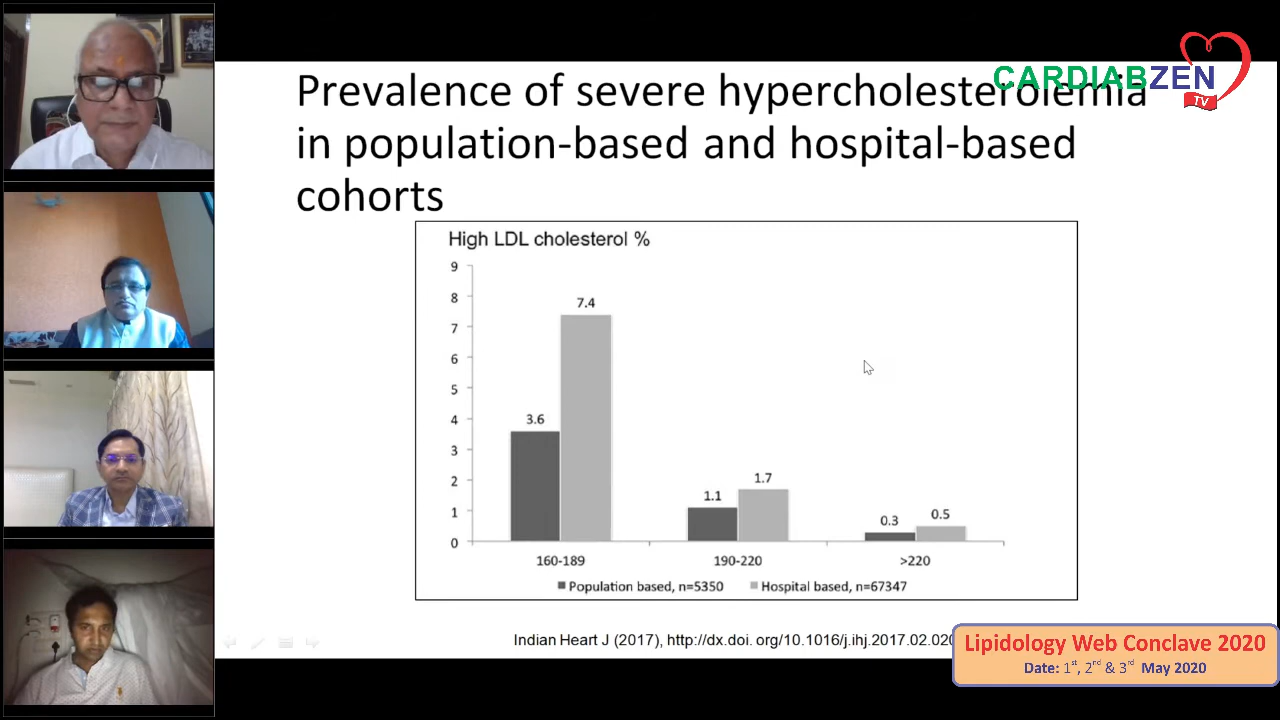 CARDIABZEN
TV
Prevalence of severe hypercholesterolemia
in population-based and hospital-based
cohorts
High LDL cholesterol %
9
8
7
6
5
4
3
2
1
0
7.4
3.6
1.1
1.7
0.3
0.5
160-189
190-220
>220
Population based, n=5350
Hospital based, n=67347
Indian Heart J (2017), http://dx.doi. org/10.1016/j.ihj.2017.02.020
Lipidology Web Conclave 2020
Date: 1st, 2nd & 3rd May 2020